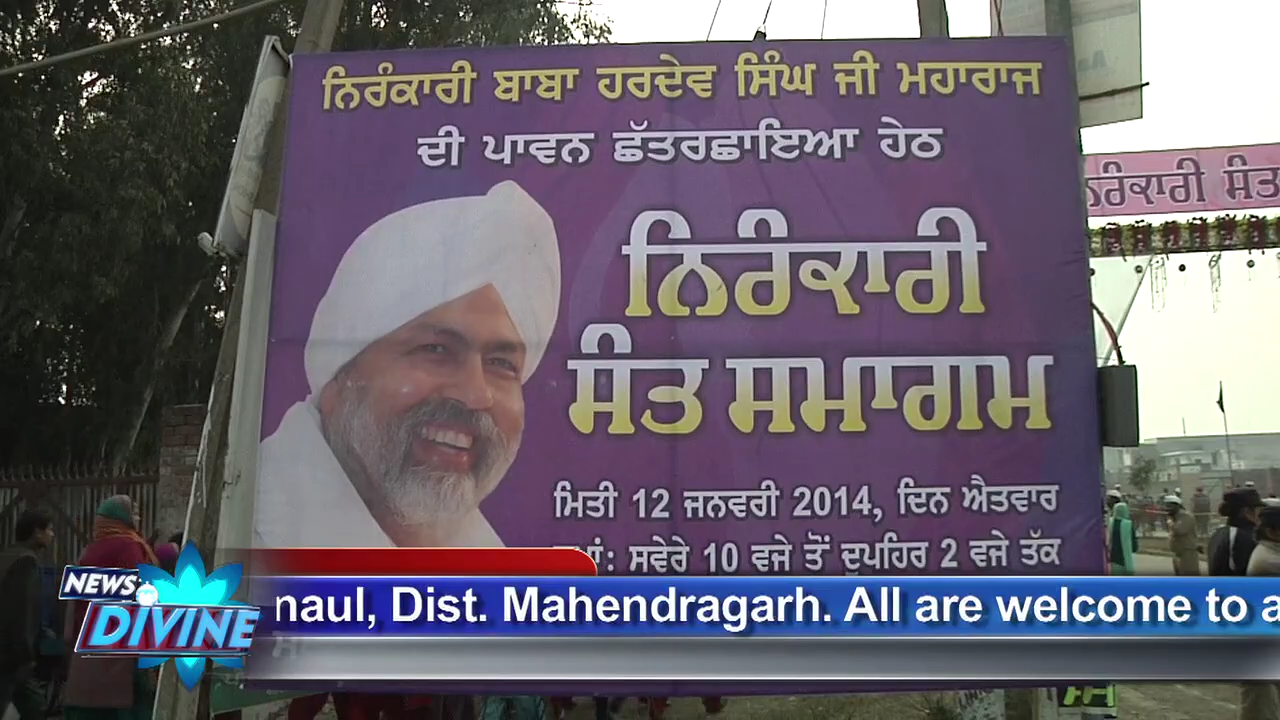 ਨਿਰੰਕਾਰੀ ਬਾਬਾ ਹਰਦੇਵ ਸਿੰਘ ਜੀ ਮਹਾਰਾਜ
ਦੀ ਪਾਵਨ ਛੱਤਰਛਾਇਆ ਹੇਠ
ਨਿਰੰਕਾਰੀ
ਸੰਤ ਸਮਾਗਮ
ਨਿਰੰਕਾਰੀ ਸੰਤ
ਮਿਤੀ 12 ਜਨਵਰੀ 2014, ਦਿਨ ਐਤਵਾਰ
ਸਵੇਰੇ 10 ਵਜੇ ਤੋਂ ਦੁਪਹਿਰ 2 ਵਜੇ ਤੱਕ
NEWS DIVINE
naul, Dist. Mahendragarh. All are welcome to a